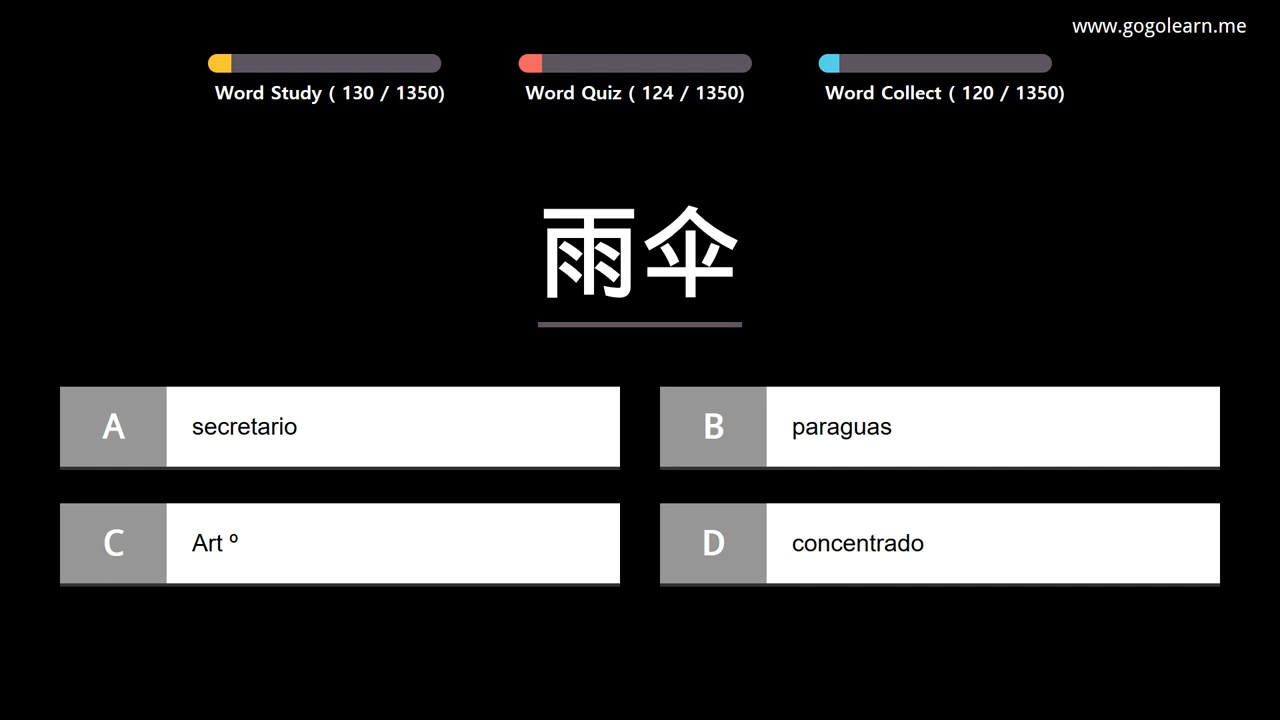 www.gogolearn.me
Word Study ( 130 / 1350)
Word Quiz ( 124 / 1350)
Word Collect ( 120 / 1350)
雨伞
A secretario
B paraguas
C Art º
D concentrado